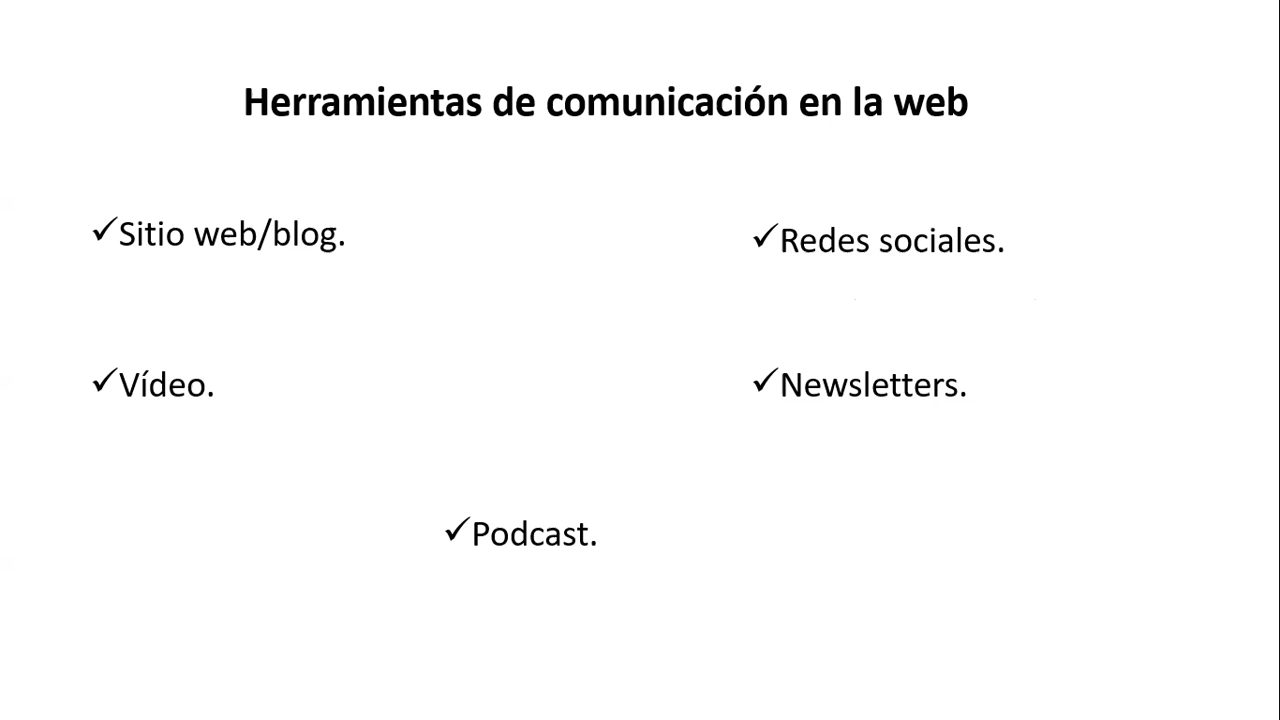 Herramientas de comunicación en la web
✓Sitio web/blog.
✓Redes sociales.
✓Vídeo.
✓Newsletters.
✓Podcast.